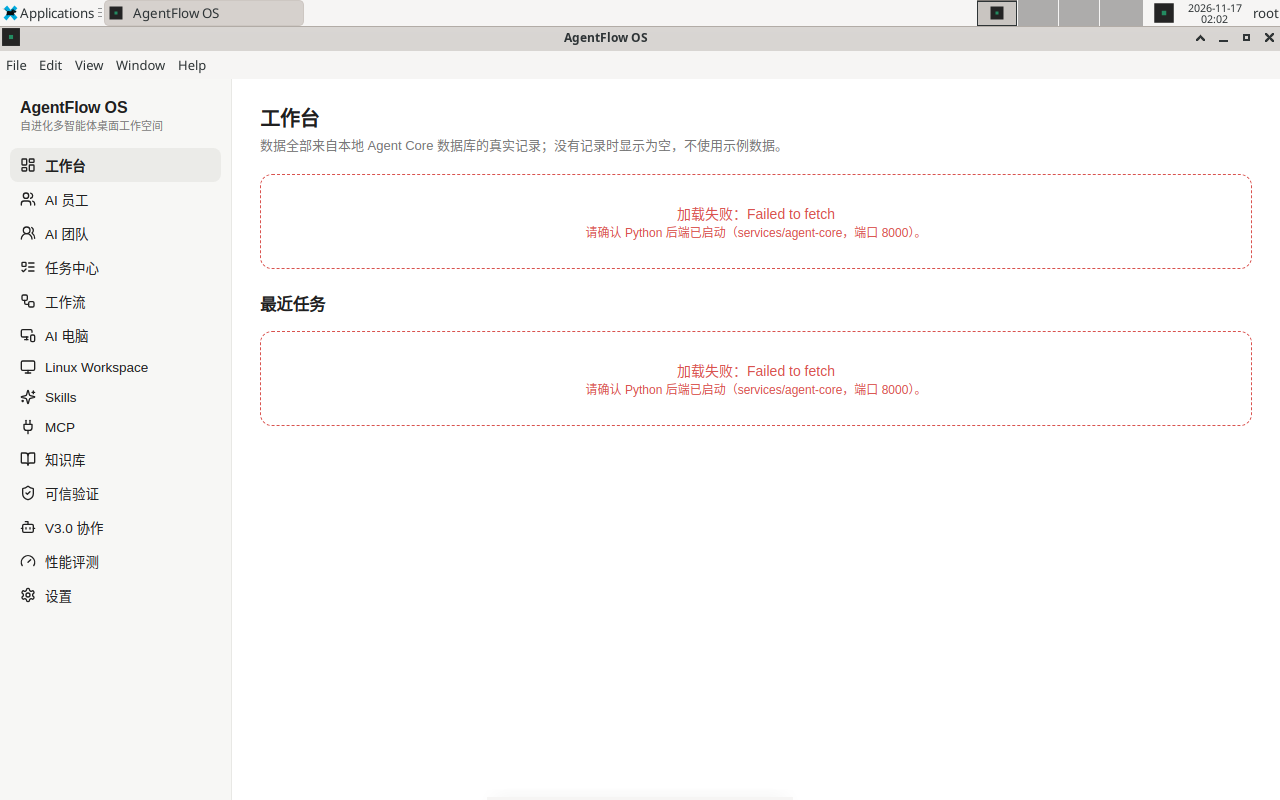 Applications
AgentFlow OS
2026-11-17
02:02
root
AgentFlow OS
File Edit View Window Help
AgentFlow OS
自进化多智能体桌面工作空间
工作台
AI 员工
AI 团队
任务中心
工作流
AI 电脑
Linux Workspace
Skills
MCP
知识库
可信验证
V3.0 协作
性能评测
设置
工作台
数据全部来自本地 Agent Core 数据库的真实记录；没有记录时显示为空，不使用示例数据。
加载失败：Failed to fetch
请确认 Python 后端已启动（services/agent-core，端口 8000）。
最近任务
加载失败：Failed to fetch
请确认 Python 后端已启动（services/agent-core，端口 8000）。